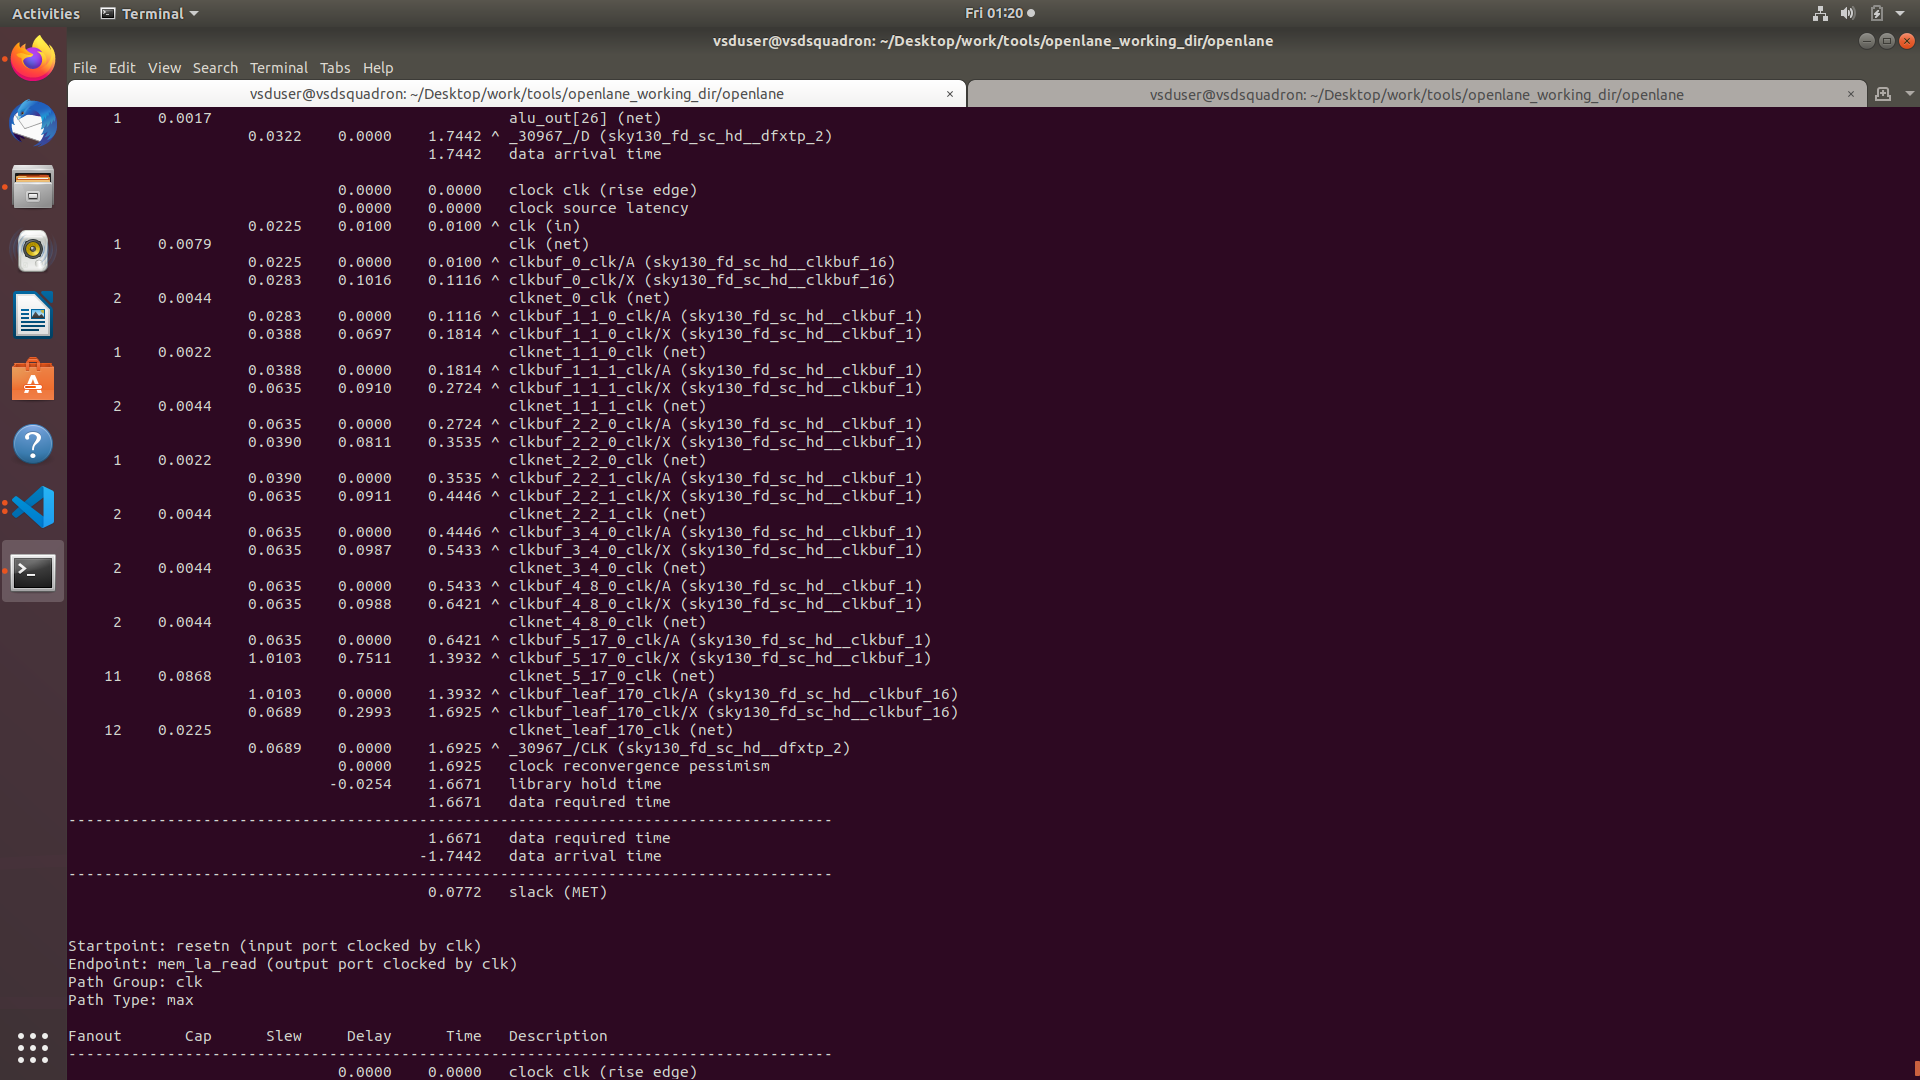 Activities Terminal Fri 01:20
vsduser@vsdsquadron: ~/Desktop/work/tools/openlane_working_dir/openlane
File Edit View Search Terminal Tabs Help
vsduser@vsdsquadron: ~/Desktop/work/tools/openlane_working_dir/openlane × vsduser@vsdsquadron: ~/Desktop/work/tools/openlane_working_dir/openlane ×
1 0.0017 alu_out[26] (net)
0.0322 0.0000 1.7442 ^ _30967_/D (sky130_fd_sc_hd__dfxtp_2)
1.7442 data arrival time
0.0000 0.0000 clock clk (rise edge)
0.0000 0.0000 clock source latency
0.0225 0.0100 0.0100 ^ clk (in)
1 0.0079 clk (net)
0.0225 0.0000 0.0100 ^ clkbuf_0_clk/A (sky130_fd_sc_hd__clkbuf_16)
0.0283 0.1016 0.1116 ^ clkbuf_0_clk/X (sky130_fd_sc_hd__clkbuf_16)
2 0.0044 clknet_0_clk (net)
0.0283 0.0000 0.1116 ^ clkbuf_1_1_0_clk/A (sky130_fd_sc_hd__clkbuf_1)
0.0388 0.0697 0.1814 ^ clkbuf_1_1_0_clk/X (sky130_fd_sc_hd__clkbuf_1)
1 0.0022 clknet_1_1_0_clk (net)
0.0388 0.0000 0.1814 ^ clkbuf_1_1_1_clk/A (sky130_fd_sc_hd__clkbuf_1)
0.0635 0.0910 0.2724 ^ clkbuf_1_1_1_clk/X (sky130_fd_sc_hd__clkbuf_1)
2 0.0044 clknet_1_1_1_clk (net)
0.0635 0.0000 0.2724 ^ clkbuf_2_2_0_clk/A (sky130_fd_sc_hd__clkbuf_1)
0.0390 0.0811 0.3535 ^ clkbuf_2_2_0_clk/X (sky130_fd_sc_hd__clkbuf_1)
1 0.0022 clknet_2_2_0_clk (net)
0.0390 0.0000 0.3535 ^ clkbuf_2_2_1_clk/A (sky130_fd_sc_hd__clkbuf_1)
0.0635 0.0911 0.4446 ^ clkbuf_2_2_1_clk/X (sky130_fd_sc_hd__clkbuf_1)
2 0.0044 clknet_2_2_1_clk (net)
0.0635 0.0000 0.4446 ^ clkbuf_3_4_0_clk/A (sky130_fd_sc_hd__clkbuf_1)
0.0635 0.0987 0.5433 ^ clkbuf_3_4_0_clk/X (sky130_fd_sc_hd__clkbuf_1)
2 0.0044 clknet_3_4_0_clk (net)
0.0635 0.0000 0.5433 ^ clkbuf_4_8_0_clk/A (sky130_fd_sc_hd__clkbuf_1)
0.0635 0.0988 0.6421 ^ clkbuf_4_8_0_clk/X (sky130_fd_sc_hd__clkbuf_1)
2 0.0044 clknet_4_8_0_clk (net)
0.0635 0.0000 0.6421 ^ clkbuf_5_17_0_clk/A (sky130_fd_sc_hd__clkbuf_1)
1.0103 0.7511 1.3932 ^ clkbuf_5_17_0_clk/X (sky130_fd_sc_hd__clkbuf_1)
11 0.0868 clknet_5_17_0_clk (net)
1.0103 0.0000 1.3932 ^ clkbuf_leaf_170_clk/A (sky130_fd_sc_hd__clkbuf_16)
0.0689 0.2993 1.6925 ^ clkbuf_leaf_170_clk/X (sky130_fd_sc_hd__clkbuf_16)
12 0.0225 clknet_leaf_170_clk (net)
0.0689 0.0000 1.6925 ^ _30967_/CLK (sky130_fd_sc_hd__dfxtp_2)
0.0000 1.6925 clock reconvergence pessimism
-0.0254 1.6671 library hold time
1.6671 data required time
-------------------------------------------------------------------------------------
1.6671 data required time
-1.7442 data arrival time
-------------------------------------------------------------------------------------
0.0772 slack (MET)
Startpoint: resetn (input port clocked by clk)
Endpoint: mem_la_read (output port clocked by clk)
Path Group: clk
Path Type: max
Fanout Cap Slew Delay Time Description
-------------------------------------------------------------------------------------
0.0000 0.0000 clock clk (rise edge)